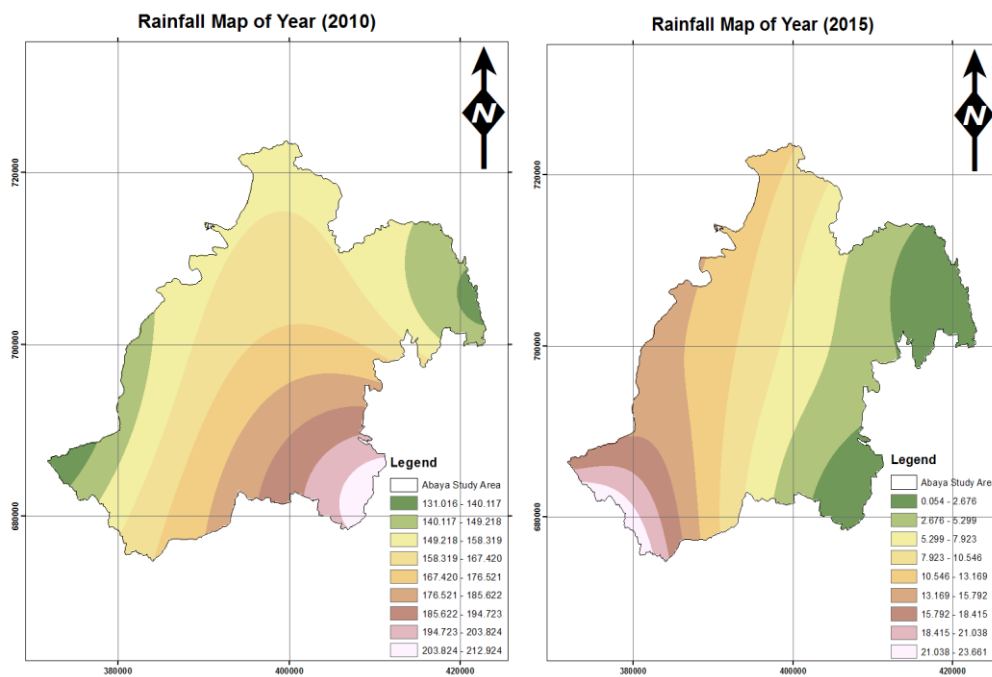 Rainfall Map of Year (2010)
N
720000
700000
680000
380000
400000
420000
Legend
Abaya Study Area
131.016 - 140.117
140.117 - 149.218
149.218 - 158.319
158.319 - 167.420
167.420 - 176.521
176.521 - 185.622
185.622 - 194.723
194.723 - 203.824
203.824 - 212.924
Rainfall Map of Year (2015)
N
720000
700000
680000
380000
400000
420000
Legend
Abaya Study Area
0.054 - 2.676
2.676 - 5.299
5.299 - 7.923
7.923 - 10.546
10.546 - 13.169
13.169 - 15.792
15.792 - 18.415
18.415 - 21.038
21.038 - 23.661